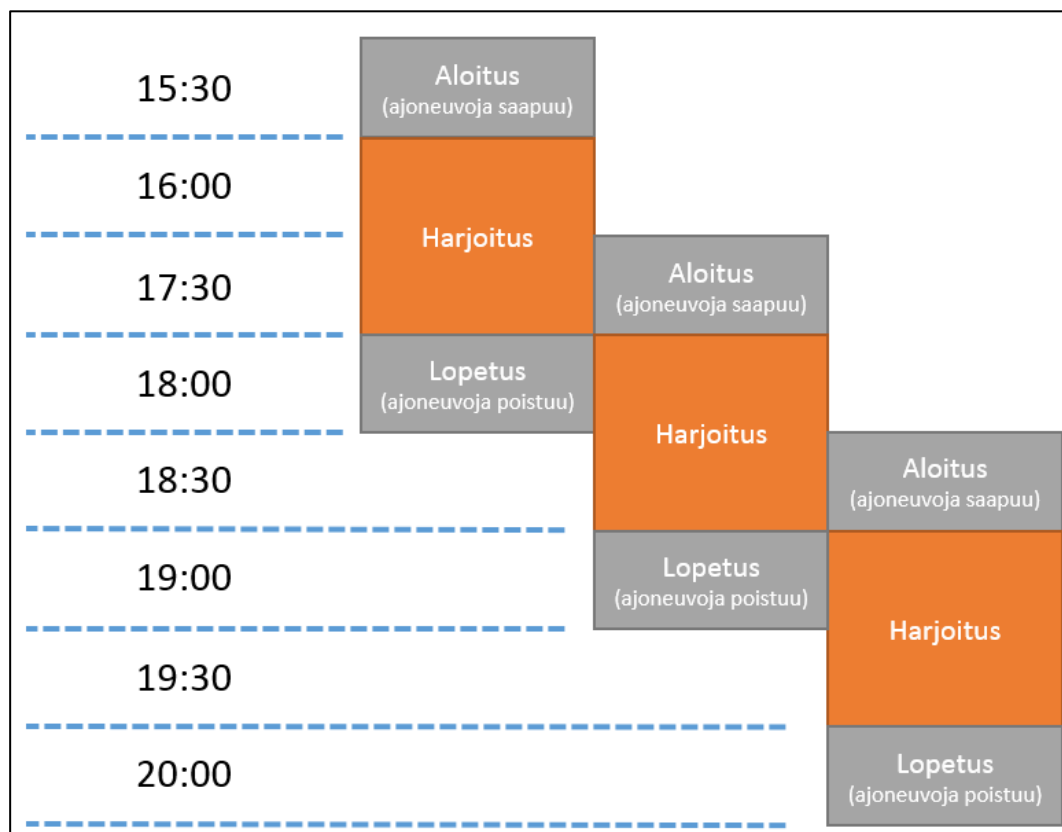 15:30
Aloitus
(ajoneuvoja saapuu)
16:00
Harjoitus
17:30
Aloitus
(ajoneuvoja saapuu)
18:00
Lopetus
(ajoneuvoja poistuu)
Harjoitus
18:30
Aloitus
(ajoneuvoja saapuu)
19:00
Lopetus
(ajoneuvoja poistuu)
Harjoitus
19:30
20:00
Lopetus
(ajoneuvoja poistuu)